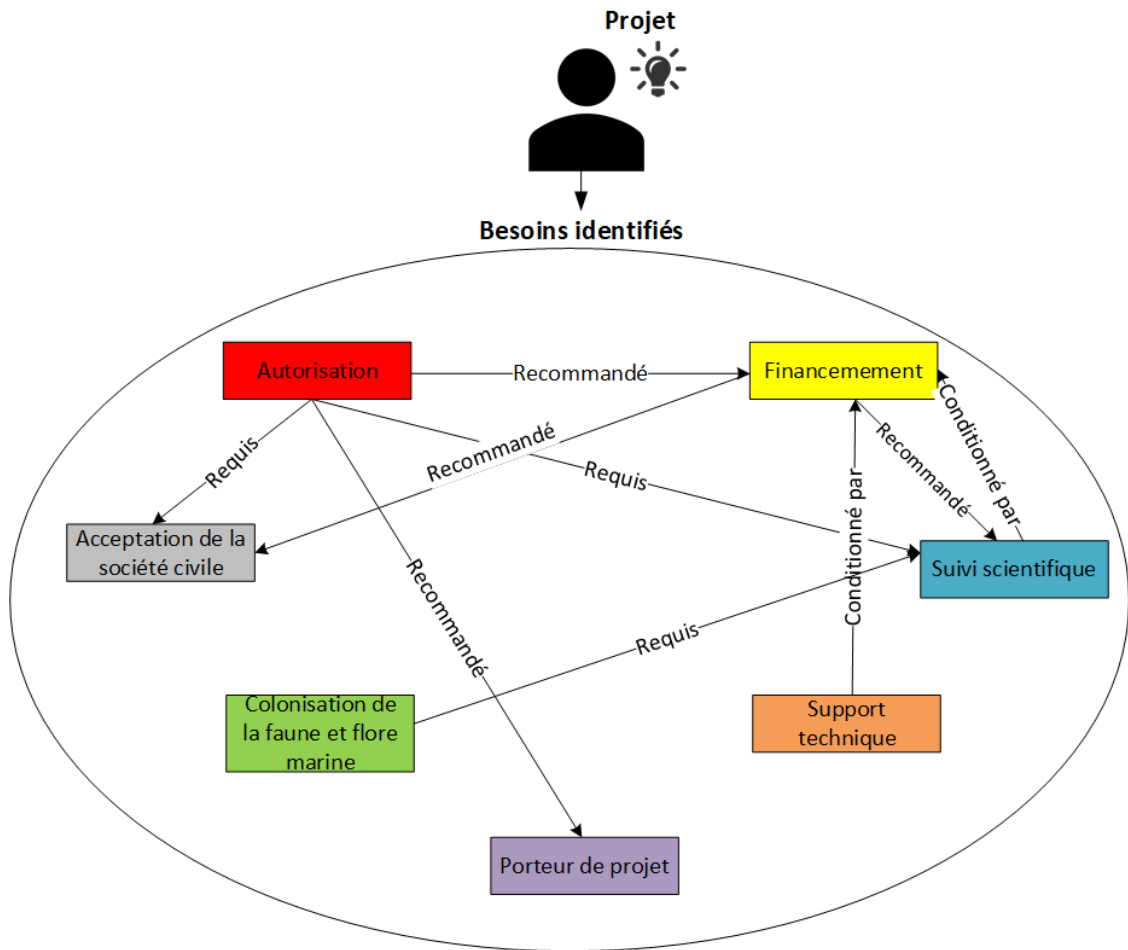 Projet
Besoins identifiés
Autorisation
Recommandé
Financemement
Requis
Recommandé
Requis
Recommandé
Conditionné par
Conditionné par
Acceptation de la
société civile
Suivi scientifique
Recommandé
Requis
Colonisation de
la faune et flore
marine
Support
technique
Porteur de projet